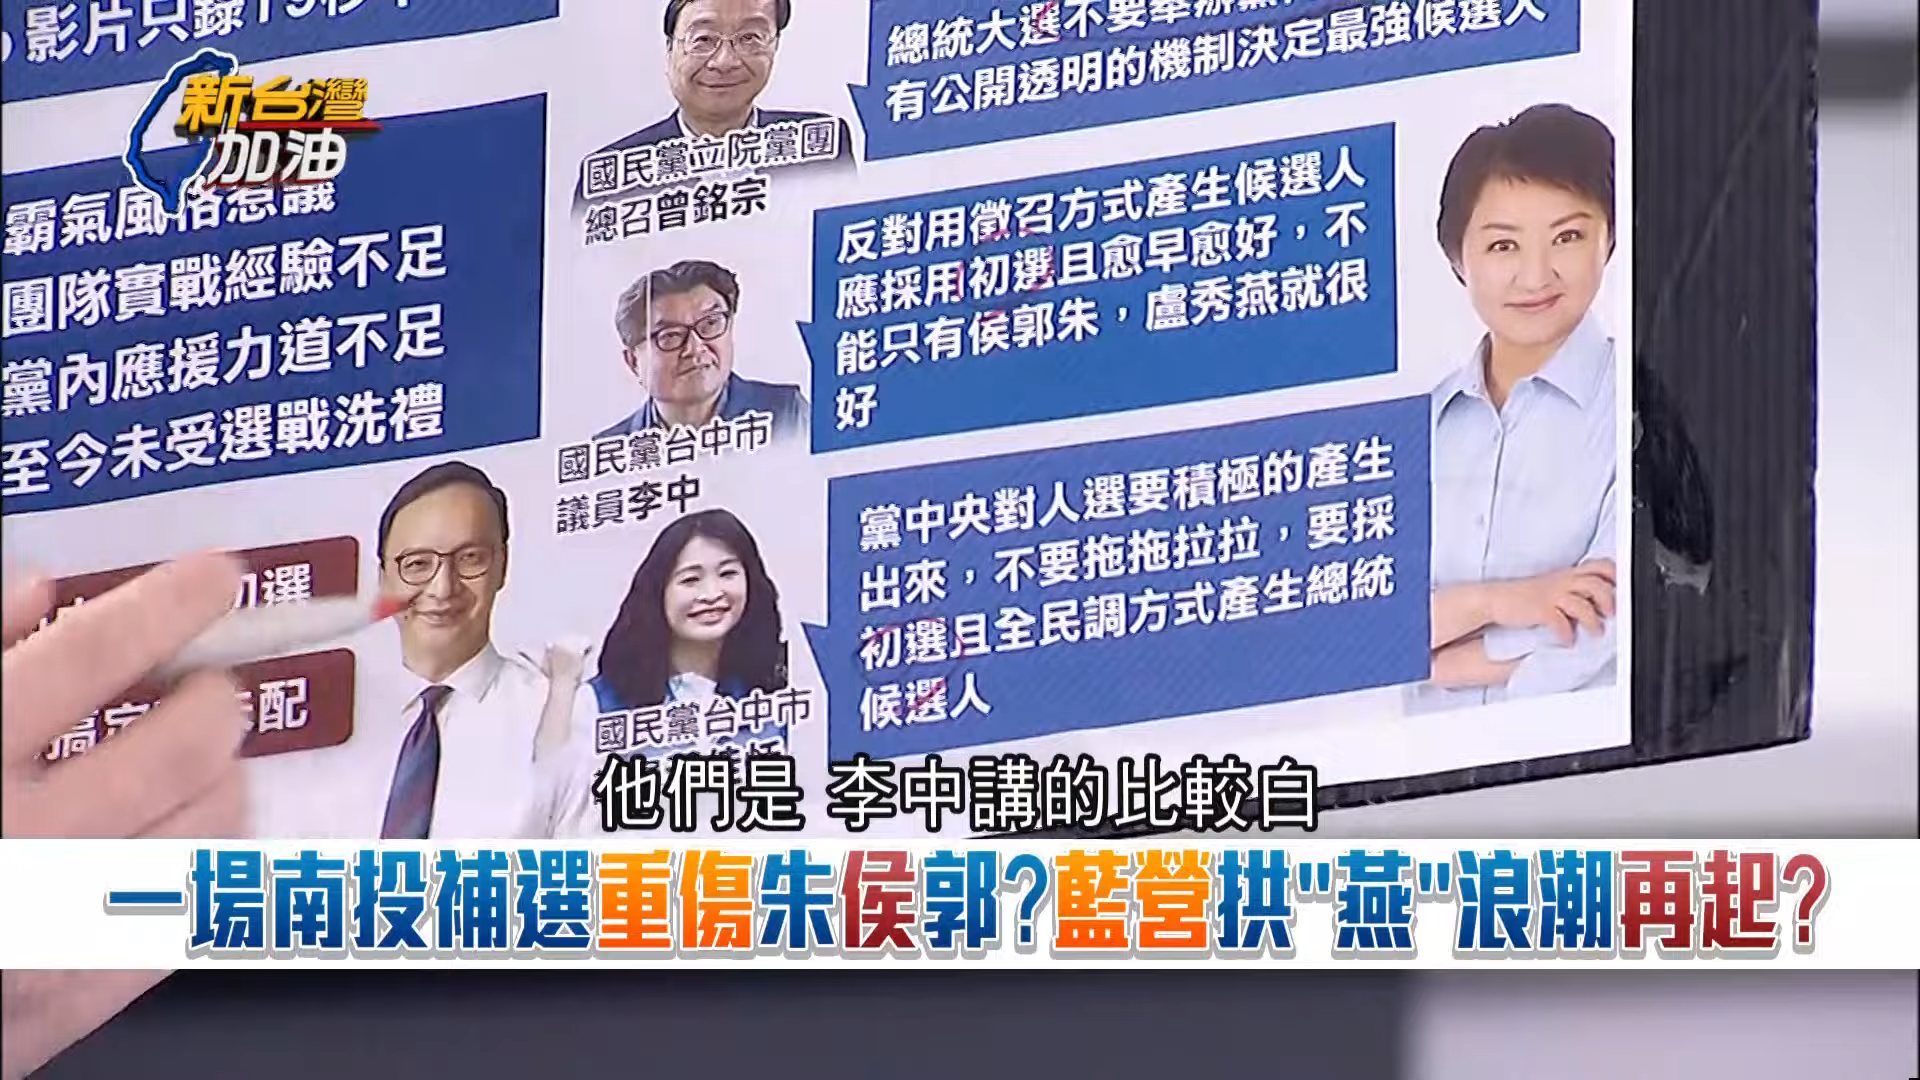 影片只錄19秒
新台灣
加油
霸氣風格惹議
團隊實戰經驗不足
黨內應援力道不足
至今未受選戰洗禮
初選
搞定
配
國民黨立院黨團
總召曾銘宗
總統大選不要舉辦
有公開透明的機制決定最強候選人
國民黨台中市
議員李中
反對用徵召方式產生候選人
應採用初選且愈早愈好，不
能只有侯郭朱，盧秀燕就很
好
國民黨台中市
黨中央對人選要積極的產生
出來，不要拖拖拉拉，要採
初選且全民調方式產生總統
候選人
他們是 李中講的比較白
一場南投補選重傷朱侯郭?藍營拱"燕"浪潮再起?